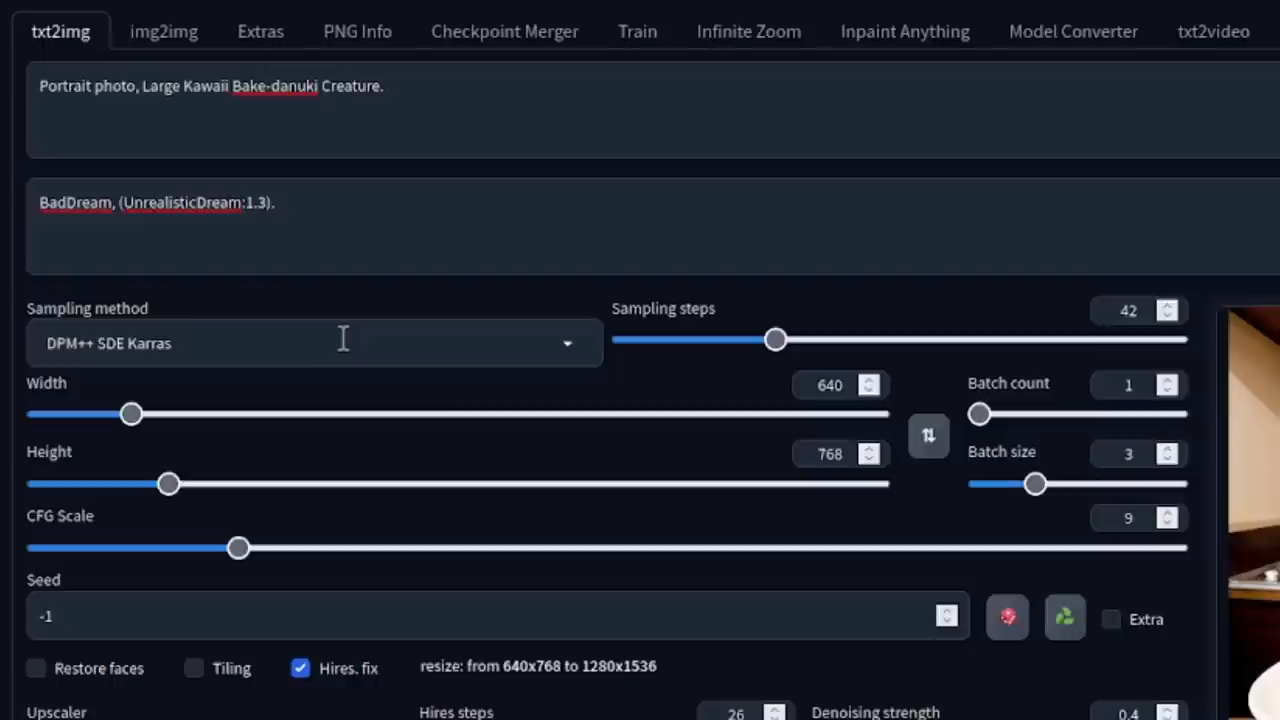 txt2img img2img Extras PNG Info Checkpoint Merger Train Infinite Zoom Inpaint Anything Model Converter txt2video
Portrait photo, Large Kawaii Bake-danuki Creature.
BadDream, (UnrealisticDream:1.3).
Sampling method
DPM++ SDE Karras
Sampling steps 42
Width 640
Height 768
Batch count 1
Batch size 3
CFG Scale 9
Seed
-1
Extra
Restore faces Tiling Hires. fix resize: from 640x768 to 1280x1536
Upscaler Hires steps 26 Denoising strength 0.4